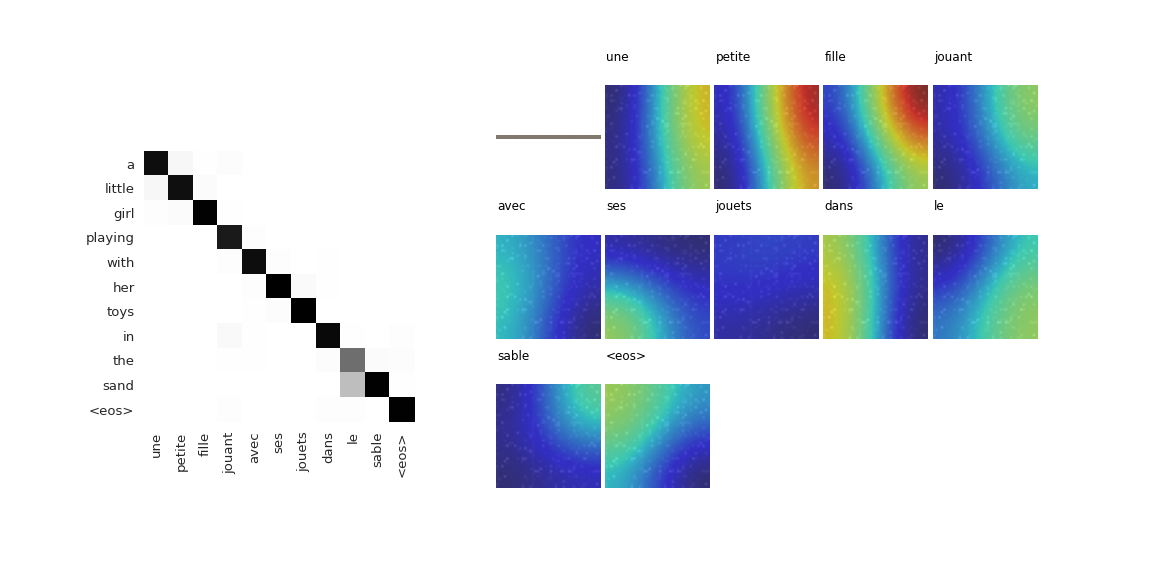 a
little
girl
playing
with
her
toys
in
the
sand
<eos>
une
petite
fille
jouant
avec
ses
jouets
dans
le
sable
<eos>
une petite fille jouant
avec ses jouets dans le
sable <eos>